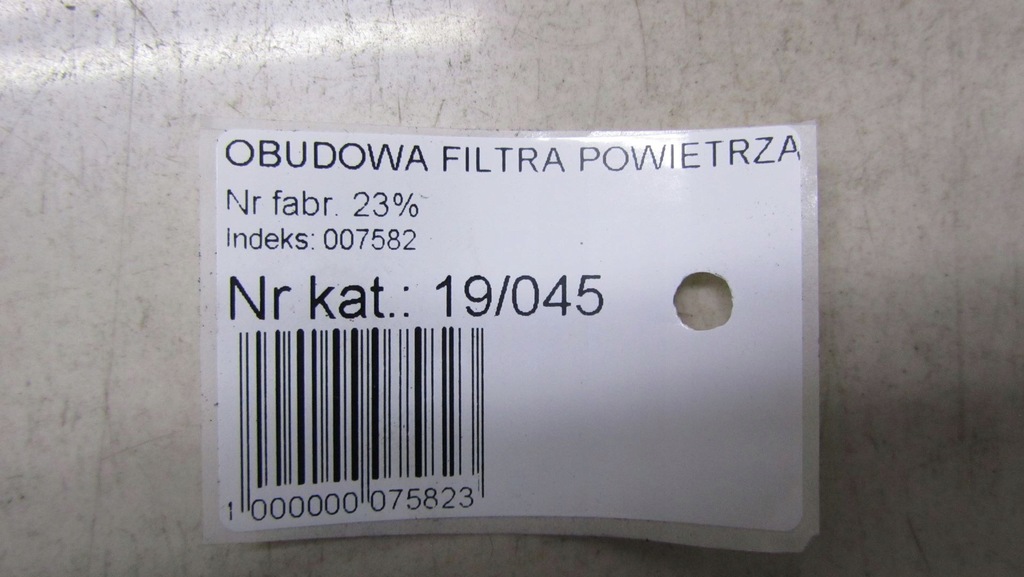 OBUDOWA FILTRA POWIETRZA
Nr fabr. 23%
Indeks: 007582
Nr kat.: 19/045
1 000000 075823